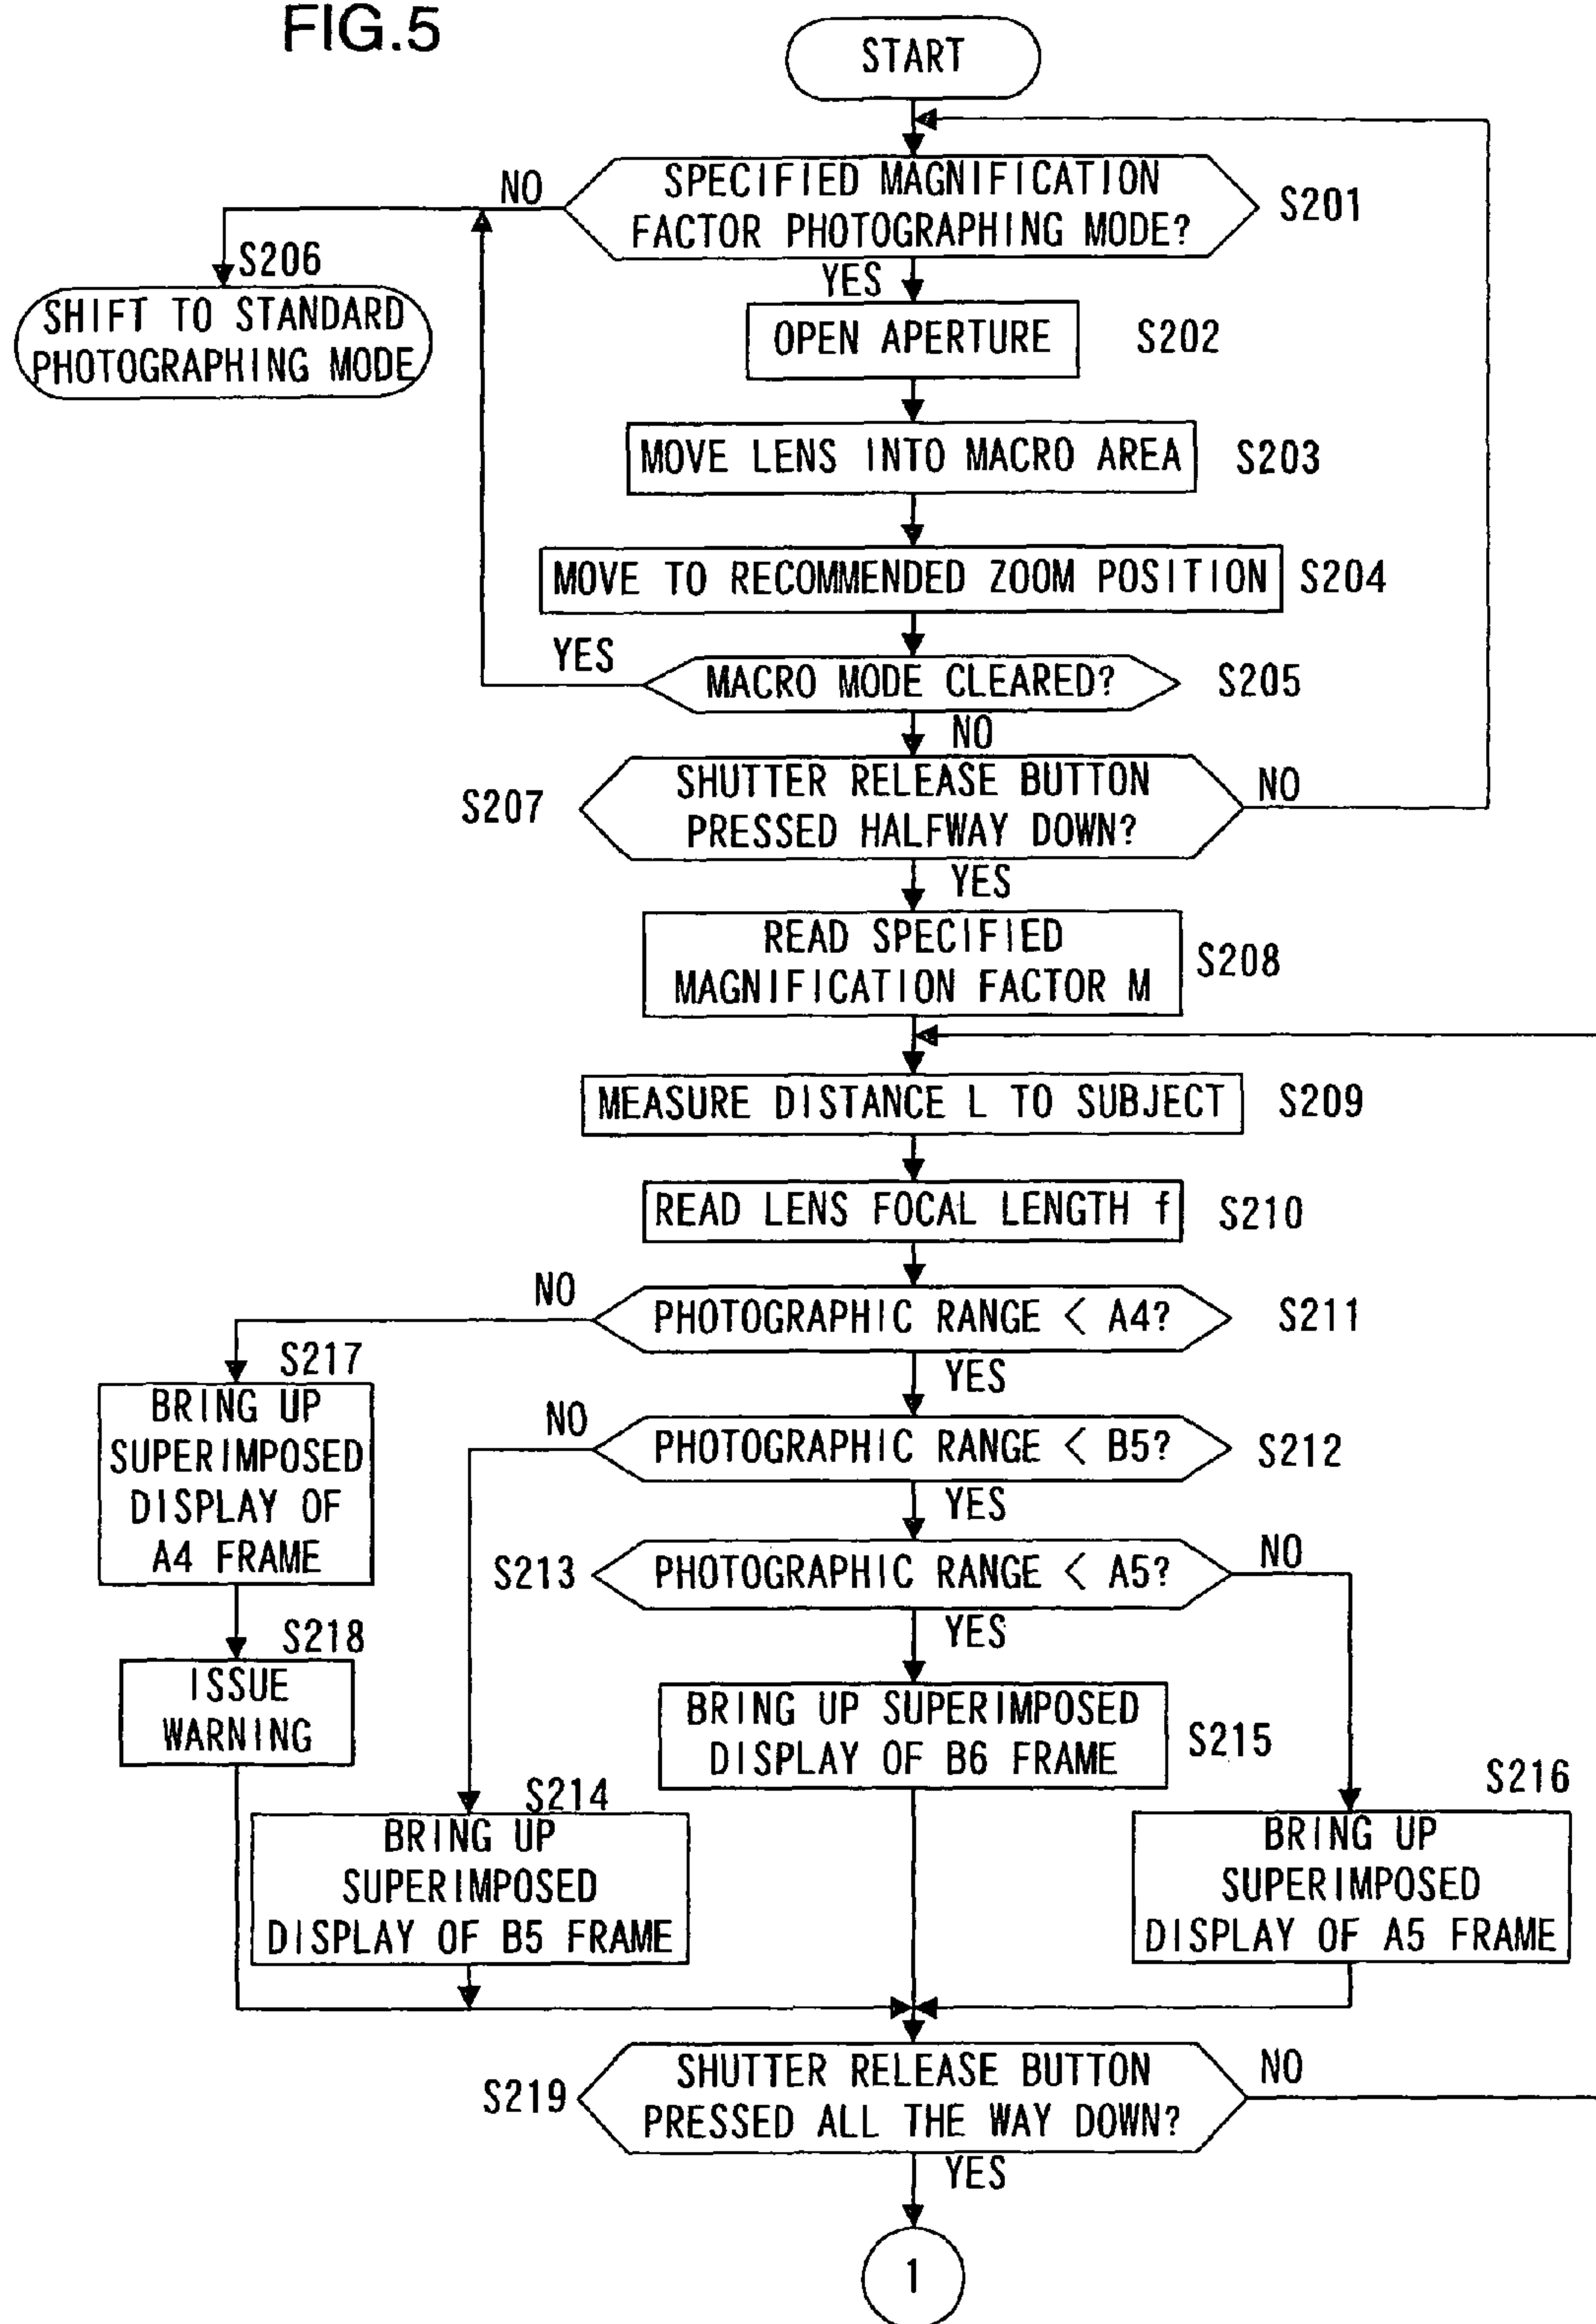 FIG.5
START
SPECIFIED MAGNIFICATION
FACTOR PHOTOGRAPHING MODE?
S201
NO
YES
S206
SHIFT TO STANDARD
PHOTOGRAPHING MODE
OPEN APERTURE
S202
MOVE LENS INTO MACRO AREA
S203
MOVE TO RECOMMENDED ZOOM POSITION
S204
YES
MACRO MODE CLEARED?
S205
NO
S207
SHUTTER RELEASE BUTTON
PRESSED HALFWAY DOWN?
NO
YES
READ SPECIFIED
MAGNIFICATION FACTOR M
S208
MEASURE DISTANCE L TO SUBJECT
S209
READ LENS FOCAL LENGTH f
S210
NO
PHOTOGRAPHIC RANGE < A4?
S211
YES
S217
BRING UP
SUPERIMPOSED
DISPLAY OF
A4 FRAME
NO
PHOTOGRAPHIC RANGE < B5?
S212
YES
S213
PHOTOGRAPHIC RANGE < A5?
NO
YES
S218
ISSUE
WARNING
BRING UP SUPERIMPOSED
DISPLAY OF B6 FRAME
S215
S214
BRING UP
SUPERIMPOSED
DISPLAY OF B5 FRAME
S216
BRING UP
SUPERIMPOSED
DISPLAY OF A5 FRAME
S219
SHUTTER RELEASE BUTTON
PRESSED ALL THE WAY DOWN?
NO
YES
1